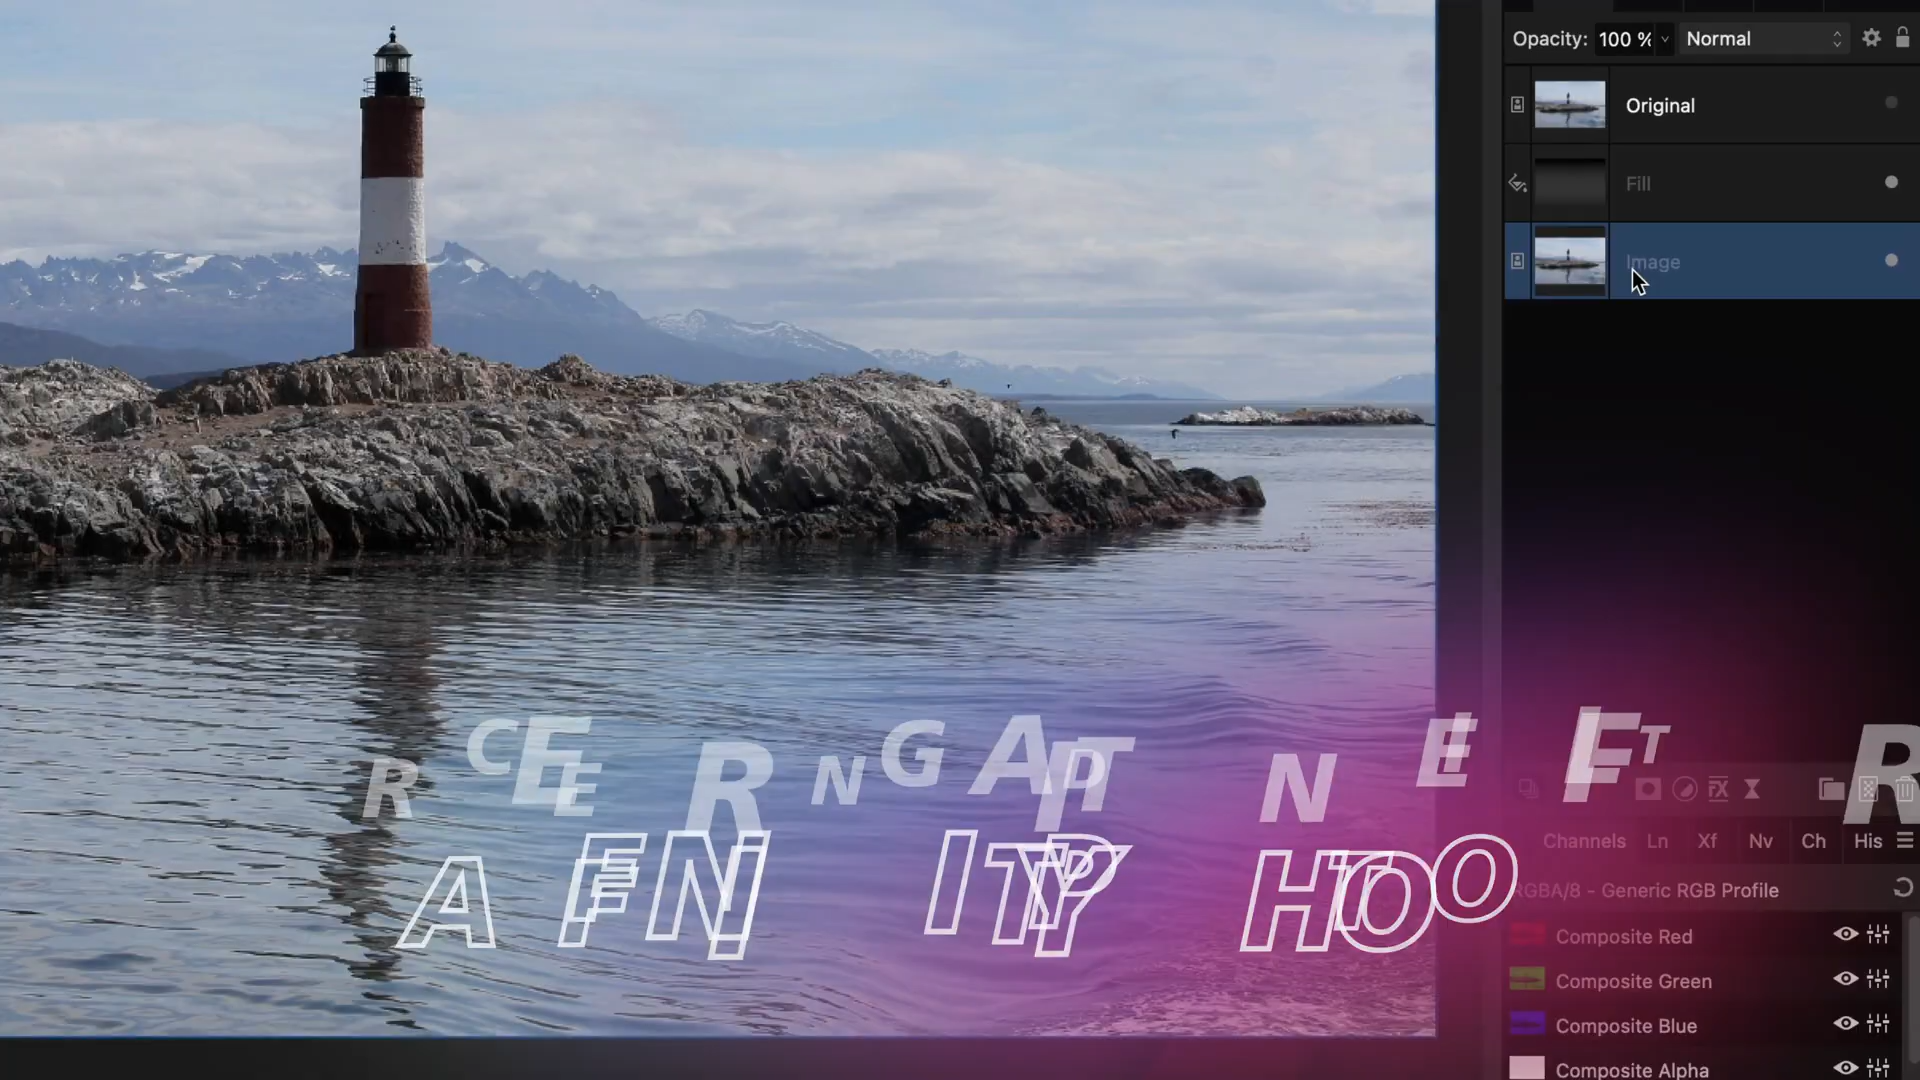 Opacity: 100 % Normal
Original
Fill
Image
Channels Ln Xf Nv Ch His
RGBA/8 - Generic RGB Profile
Composite Red
Composite Green
Composite Blue
Composite Alpha